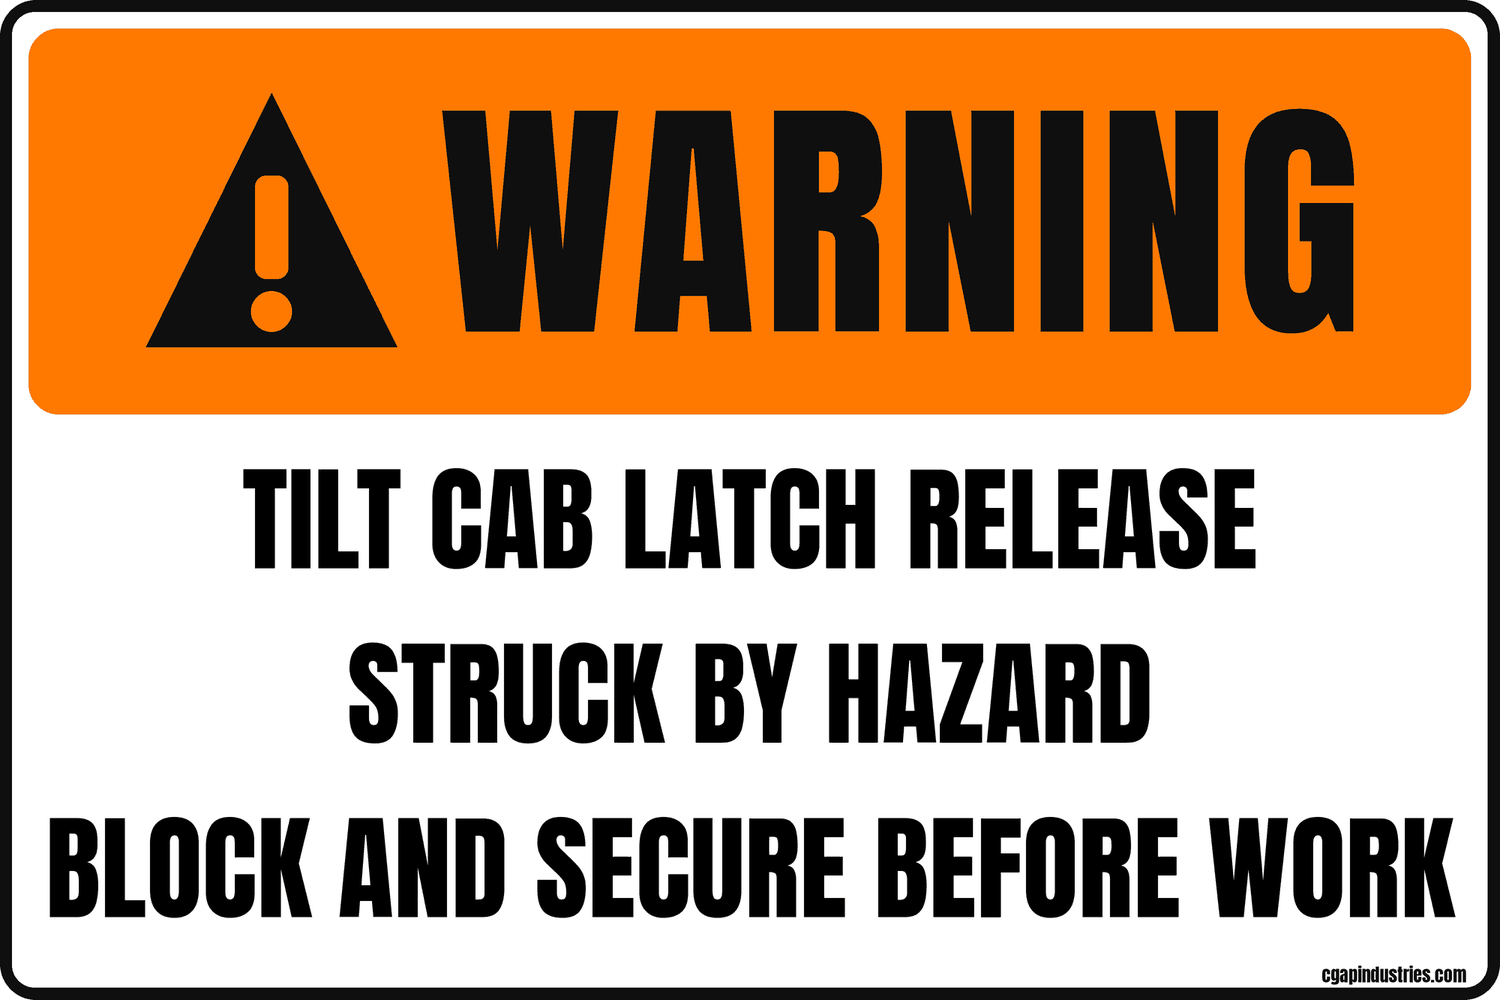 WARNING
TILT CAB LATCH RELEASE
STRUCK BY HAZARD
BLOCK AND SECURE BEFORE WORK
cgapindustries.com